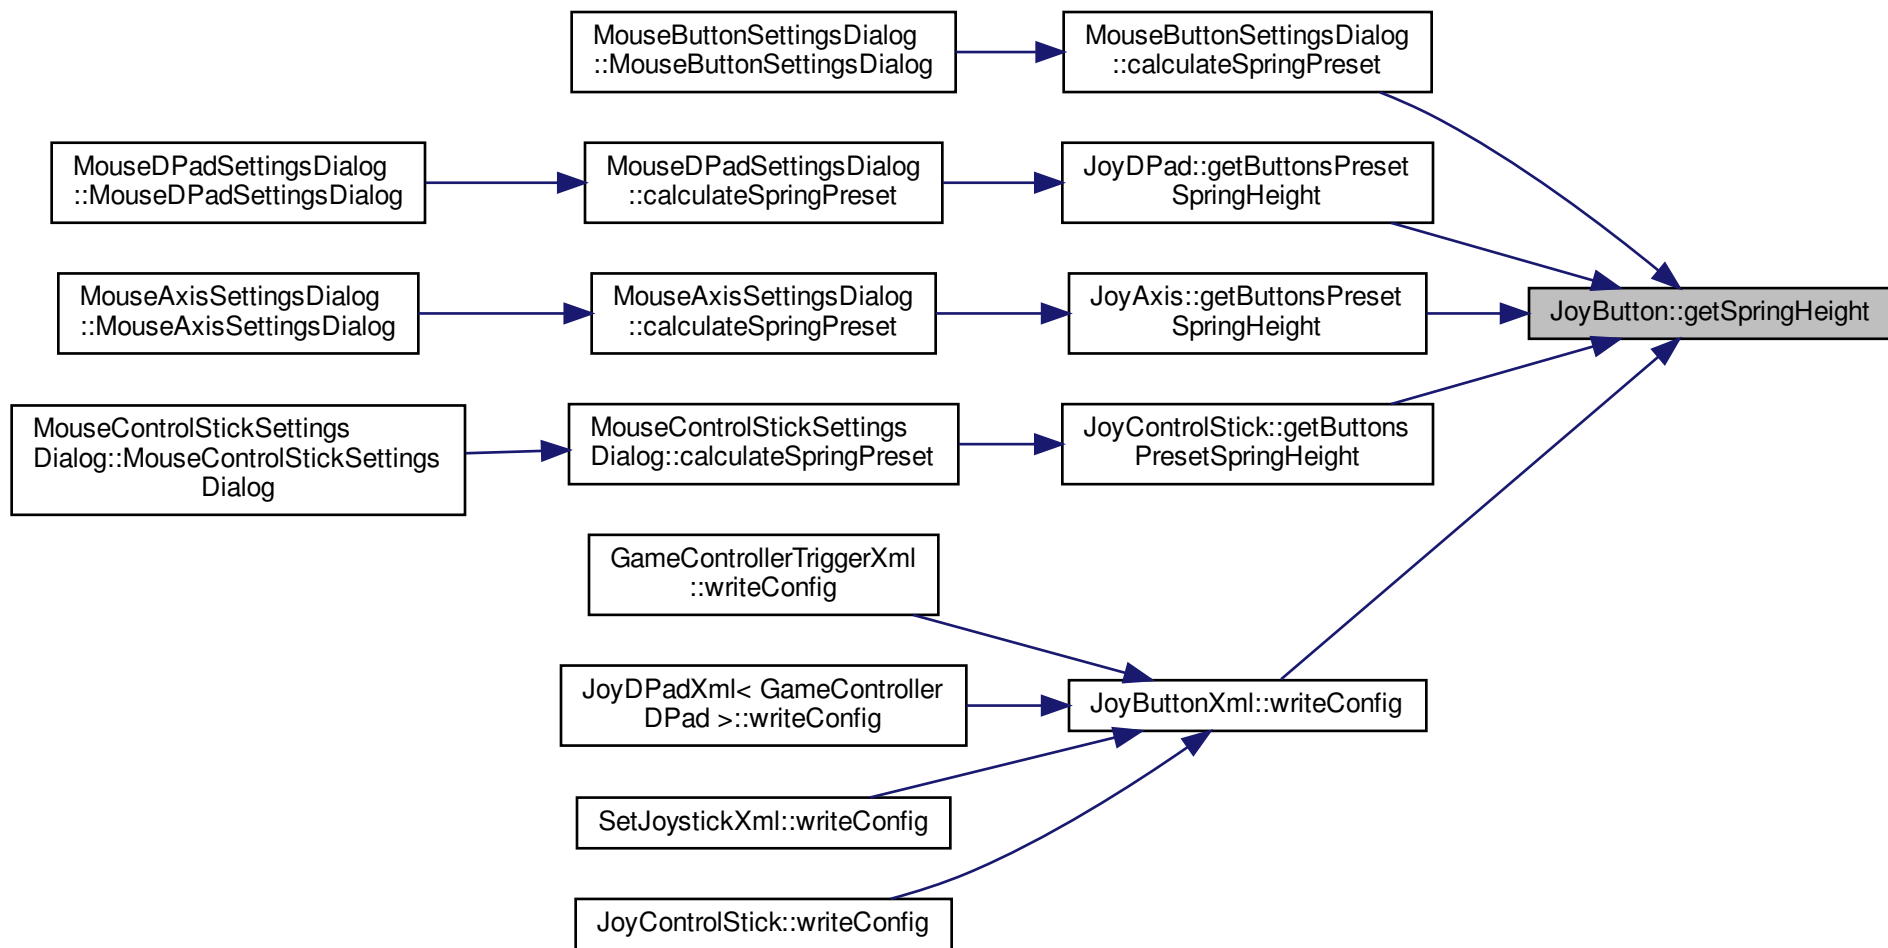 MouseButtonSettingsDialog
::MouseButtonSettingsDialog
MouseButtonSettingsDialog
::calculateSpringPreset
MouseDPadSettingsDialog
::MouseDPadSettingsDialog
MouseDPadSettingsDialog
::calculateSpringPreset
JoyDPad::getButtonsPreset
SpringHeight
MouseAxisSettingsDialog
::MouseAxisSettingsDialog
MouseAxisSettingsDialog
::calculateSpringPreset
JoyAxis::getButtonsPreset
SpringHeight
JoyButton::getSpringHeight
MouseControlStickSettings
Dialog::MouseControlStickSettings
Dialog
MouseControlStickSettings
Dialog::calculateSpringPreset
JoyControlStick::getButtons
PresetSpringHeight
GameControllerTriggerXml
::writeConfig
JoyDPadXml< GameController
DPad >::writeConfig
JoyButtonXml::writeConfig
SetJoystickXml::writeConfig
JoyControlStick::writeConfig